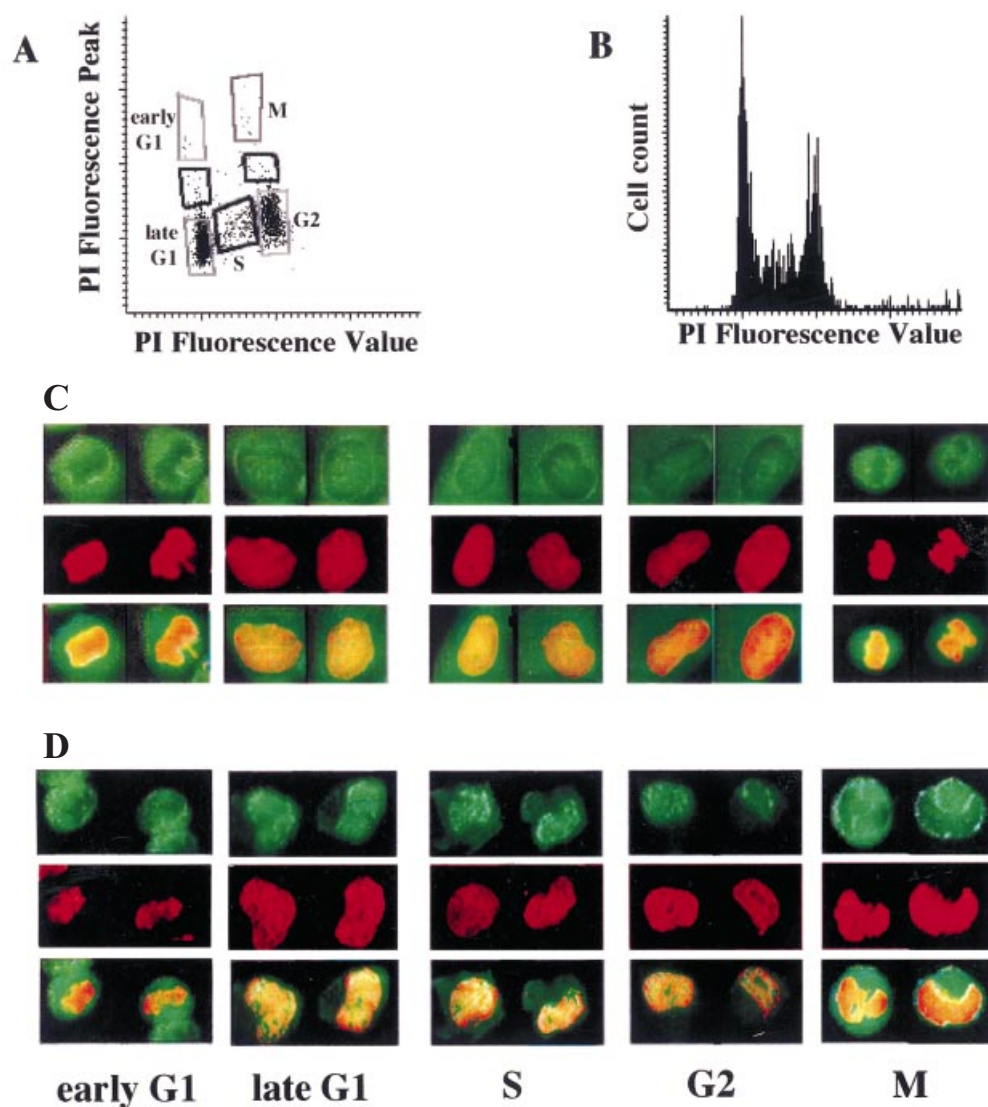 A
PI Fluorescence Peak
early
G1
M
late
G1
S
G2
PI Fluorescence Value
B
Cell count
PI Fluorescence Value
C
D
early G1
late G1
S
G2
M